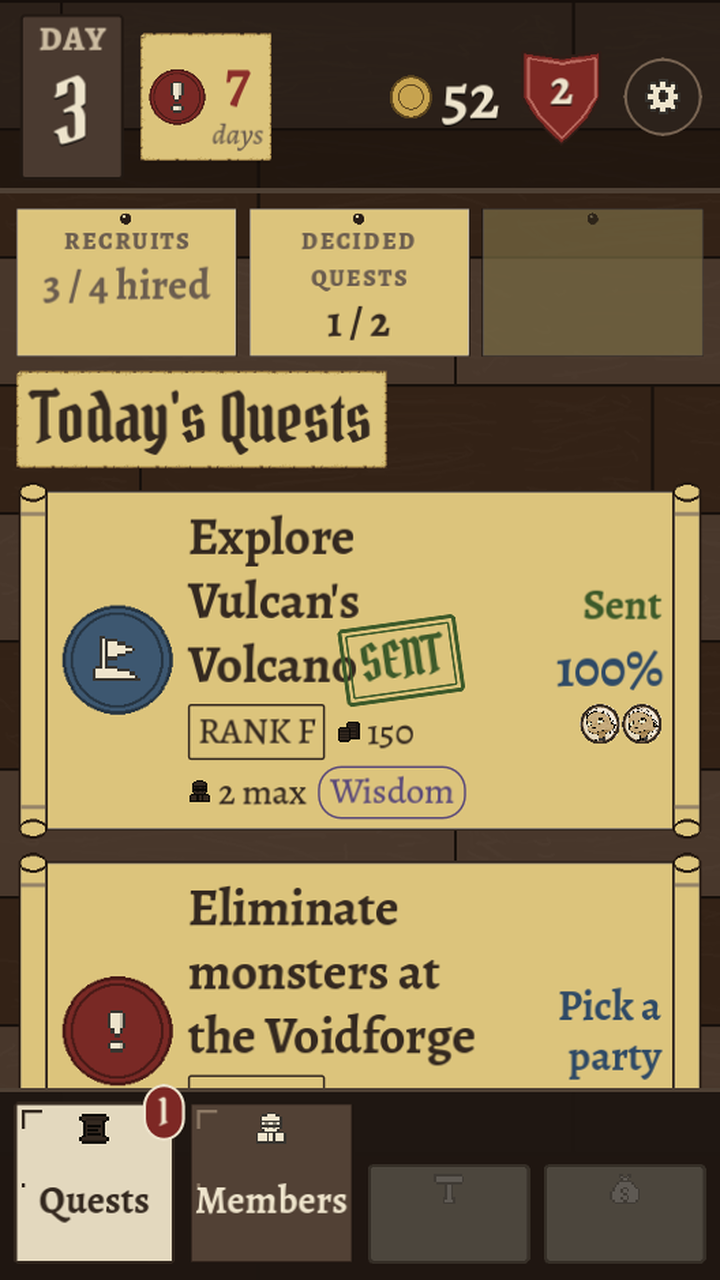 DAY
3
7
days
52
2
RECRUITS
3 / 4 hired
DECIDED
QUESTS
1 / 2
Today's Quests
Explore
Vulcan's
Volcano
SENT
Sent
100%
RANK F
150
2 max
Wisdom
Eliminate
monsters at
the Voidforge
Pick a
party
1
Quests
Members